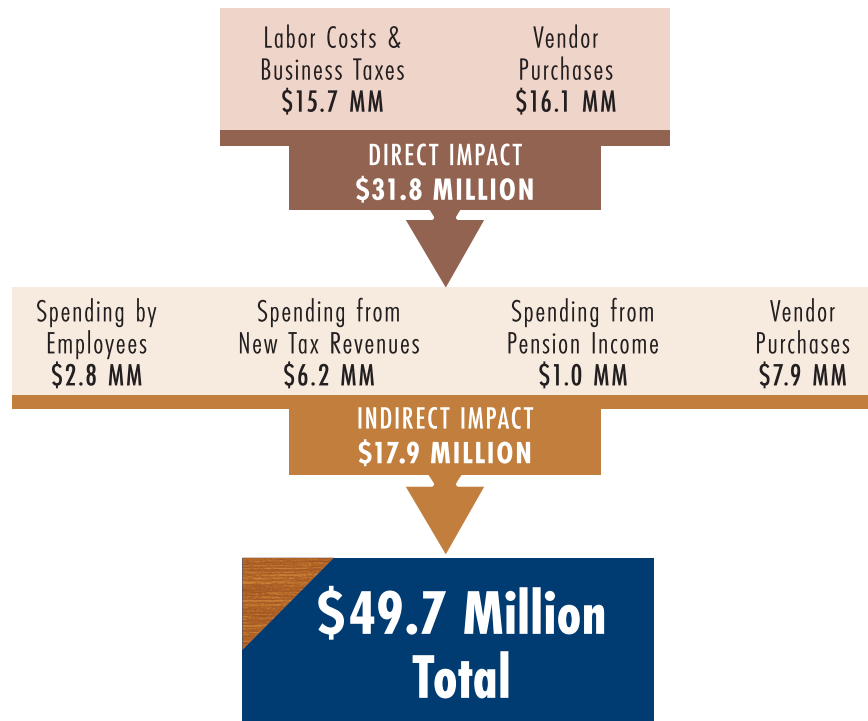 Labor Costs &
Business Taxes
$15.7 MM
Vendor
Purchases
$16.1 MM
DIRECT IMPACT
$31.8 MILLION
Spending by
Employees
$2.8 MM
Spending from
New Tax Revenues
$6.2 MM
Spending from
Pension Income
$1.0 MM
Vendor
Purchases
$7.9 MM
INDIRECT IMPACT
$17.9 MILLION
$49.7 Million
Total